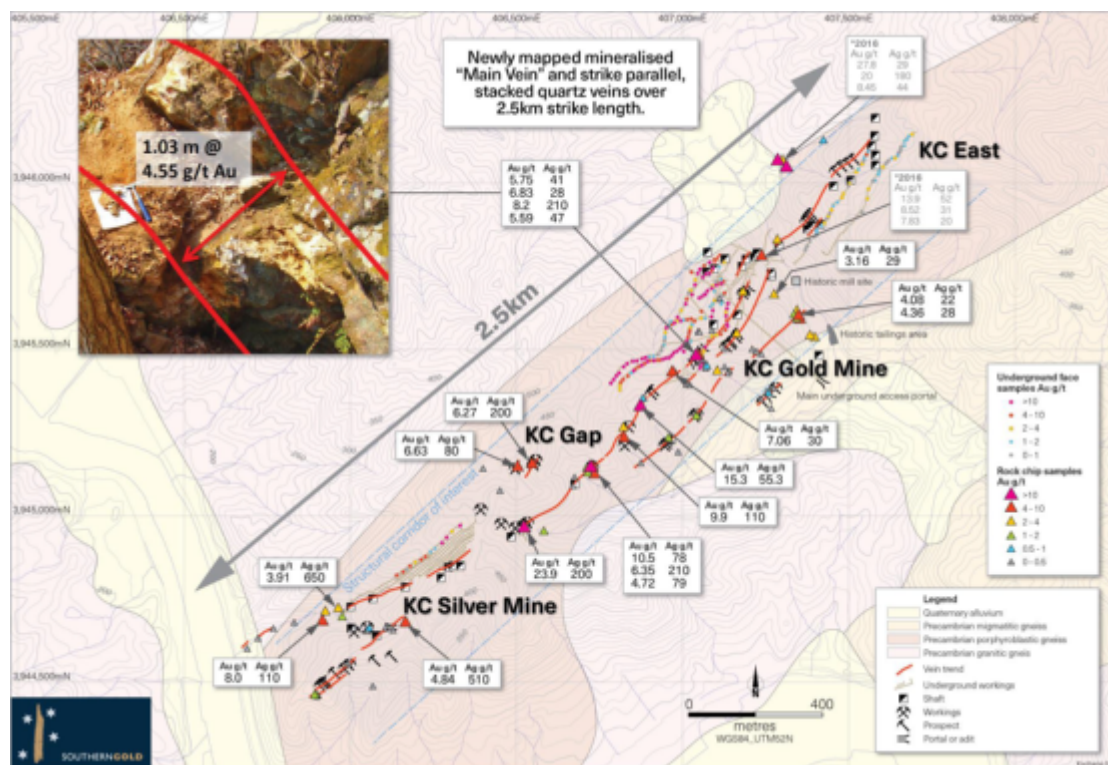 405,500mE
406,500mE
406,000mE
406,500mE
407,000mE
407,500mE
408,000mE
3,946,000mN
3,945,500mN
3,945,000mN
3,944,500mN
1.03 m @
4.55 g/t Au
Newly mapped mineralised
"Main Vein" and strike parallel,
stacked quartz veins over
2.5km strike length.
*2016
Au g/t Ag g/t
27.8 29
20 180
8.45 44
KC East
Au g/t Ag g/t
5.75 41
6.83 28
8.2 210
5.59 47
*2016
Au g/t Ag g/t
13.9 52
6.52 31
7.83 20
Au g/t Ag g/t
3.16 29
Historic mill site
Au g/t Ag g/t
4.08 22
4.36 28
Historic tailings area
2.5km
KC Gold Mine
Main underground access portal
Au g/t Ag g/t
6.27 200
KC Gap
Au g/t Ag g/t
6.63 80
Au g/t Ag g/t
7.06 30
Au g/t Ag g/t
15.3 55.3
Au g/t Ag g/t
9.9 110
Structural corridor of interest
Au g/t Ag g/t
10.5 78
6.35 210
4.72 79
Au g/t Ag g/t
23.9 200
Au g/t Ag g/t
3.91 650
KC Silver Mine
Au g/t Ag g/t
8.0 110
Au g/t Ag g/t
4.84 510
Underground face
samples Au g/t
>10
4 - 10
2 - 4
1 - 2
0 - 1
Rock chip samples
Au g/t
>10
4 - 10
2 - 4
1 - 2
0.5 - 1
0 - 0.5
Legend
Quaternary alluvium
Precambrian migmatitic gneiss
Precambrian porphyroblastic gneiss
Precambrian granitic gneis
Vein trend
Underground workings
Shaft
Workings
Prospect
Portal or adit
N
0 400
metres
WGS84_UTM52N
SOUTHERNGOLD